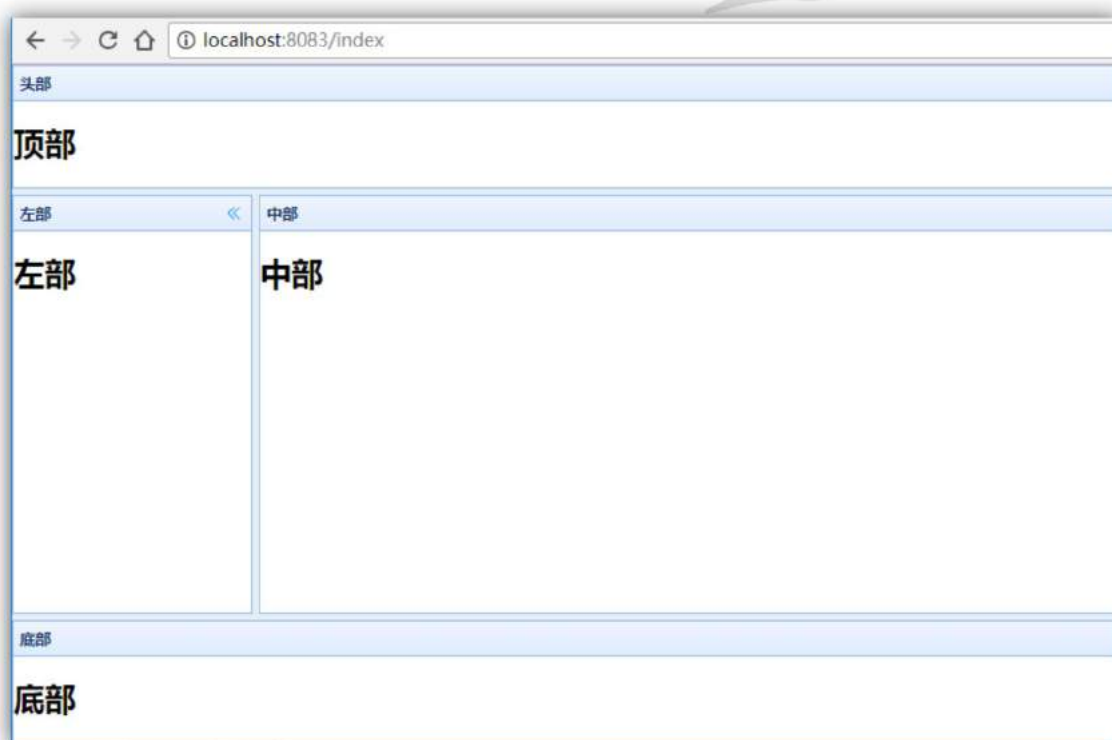 localhost:8083/index
头部
顶部
左部
中部
左部
中部
底部
底部